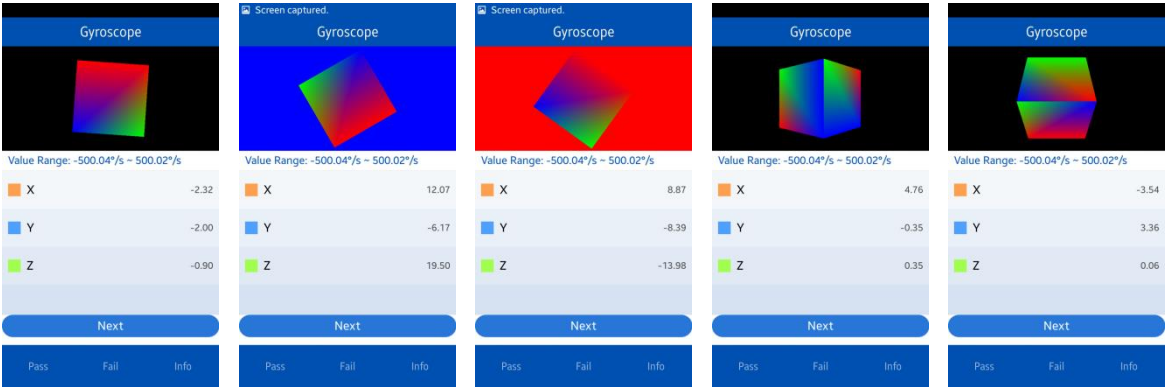 Gyroscope
Value Range: -500.04°/s ~ 500.02°/s
X -2.32
Y -2.00
Z -0.90
Next
Pass Fail Info
Screen captured.
Gyroscope
Value Range: -500.04°/s ~ 500.02°/s
X 12.07
Y -6.17
Z 19.50
Next
Pass Fail Info
Screen captured.
Gyroscope
Value Range: -500.04°/s ~ 500.02°/s
X 8.87
Y -8.39
Z -13.98
Next
Pass Fail Info
Gyroscope
Value Range: -500.04°/s ~ 500.02°/s
X 4.76
Y -0.35
Z 0.35
Next
Pass Fail Info
Gyroscope
Value Range: -500.04°/s ~ 500.02°/s
X -3.54
Y 3.36
Z 0.06
Next
Pass Fail Info